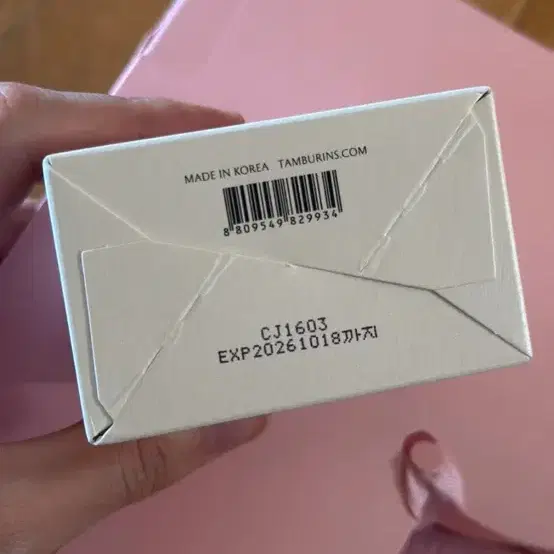 MADE IN KOREA TAMBURINS.COM
8 809549 829934
CJ1603
EXP20261018까지